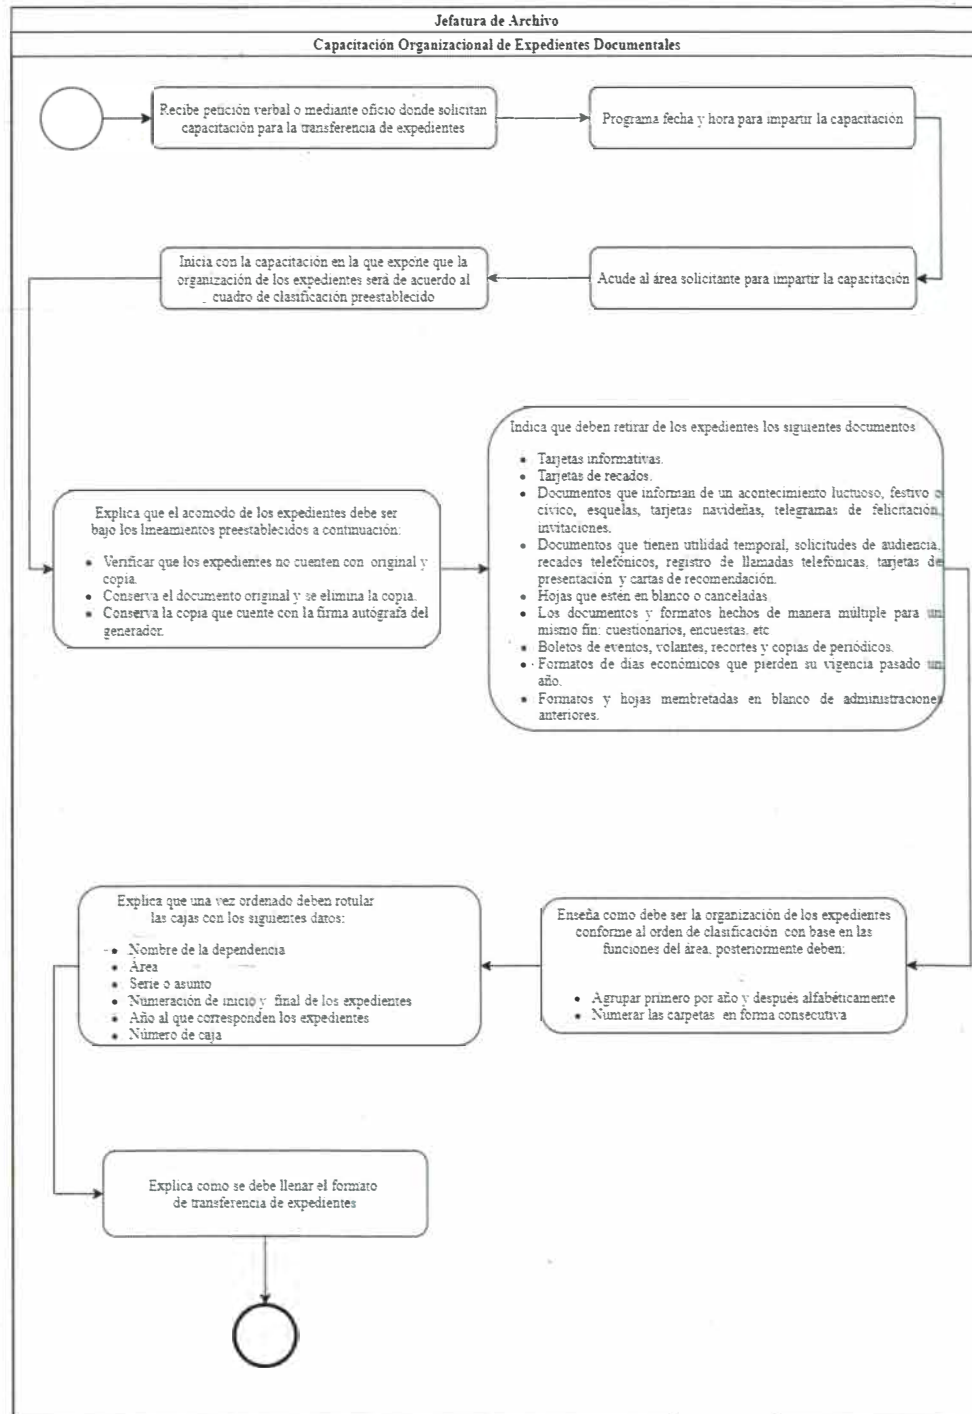 Jefatura de Archivo
Capacitación Organizacional de Expedientes Documentales
Recibe petición verbal o mediante oficio donde solicitan
capacitación para la transferencia de expedientes
Programa fecha y hora para impartir la capacitación
Acude al área solicitante para impartir la capacitación
Inicia con la capacitación en la que expone que la
organización de los expedientes será de acuerdo al
cuadro de clasificación preestablecido
Explica que el acomodo de los expedientes debe ser
bajo los lineamientos preestablecidos a continuación:
• Verificar que los expedientes no cuenten con original y
copia.
• Conserva el documento original y se elimina la copia.
• Conserva la copia que cuente con la firma autógrafa del
generador.
Indica que deben retirar de los expedientes los siguientes documentos
• Tarjetas informativas.
• Tarjetas de recados.
• Documentos que informan de un acontecimiento luctuoso, festivo o
cívico, esquelas, tarjetas navideñas, telegramas de felicitación,
invitaciones.
• Documentos que tienen utilidad temporal, solicitudes de audiencia,
recados telefónicos, registro de llamadas telefónicas, tarjetas de
presentación y cartas de recomendación.
• Hojas que estén en blanco o canceladas.
• Los documentos y formatos hechos de manera múltiple para un
mismo fin: cuestionarios, encuestas, etc
• Boletos de eventos, volantes, recortes y copias de periódicos.
• Formatos de días económicos que pierden su vigencia pasado un
año.
• Formatos y hojas membretadas en blanco de administraciones
anteriores.
Enseña como debe ser la organización de los expedientes
conforme al orden de clasificación con base en las
funciones del área, posteriormente deben:
• Agrupar primero por año y después alfabéticamente
• Numerar las carpetas en forma consecutiva
Explica que una vez ordenado deben rotular
las cajas con los siguientes datos:
• Nombre de la dependencia
• Área
• Serie o asunto
• Numeración de inicio y final de los expedientes
• Año al que corresponden los expedientes
• Número de caja
Explica como se debe llenar el formato
de transferencia de expedientes